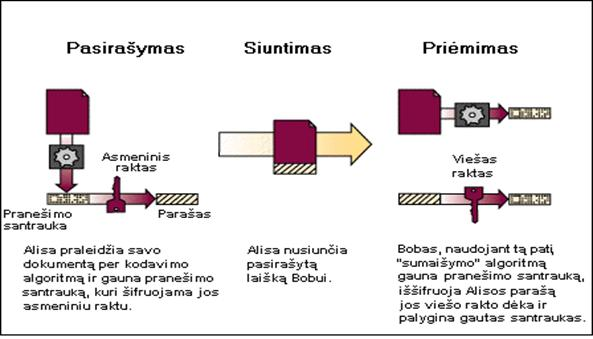 Pasirašymas
Siuntimas
Priėmimas
Asmeninis
raktas
Pranešimo
santrauka
Parašas
Viešas
raktas
Alisa praleidžia savo
dokumentą per kodavimo
algoritmą ir gauna pranešimo
santrauką, kuri šifruojama jos
asmeniniu raktu.
Alisa nusiunčia
pasirašytą
laišką Bobui.
Bobas, naudojant tą patį
"sumaišymo" algoritmą
gauna pranešimo santrauką,
iššifruoja Alisos parašą
jos viešo rakto dėka ir
palygina gautas santraukas.